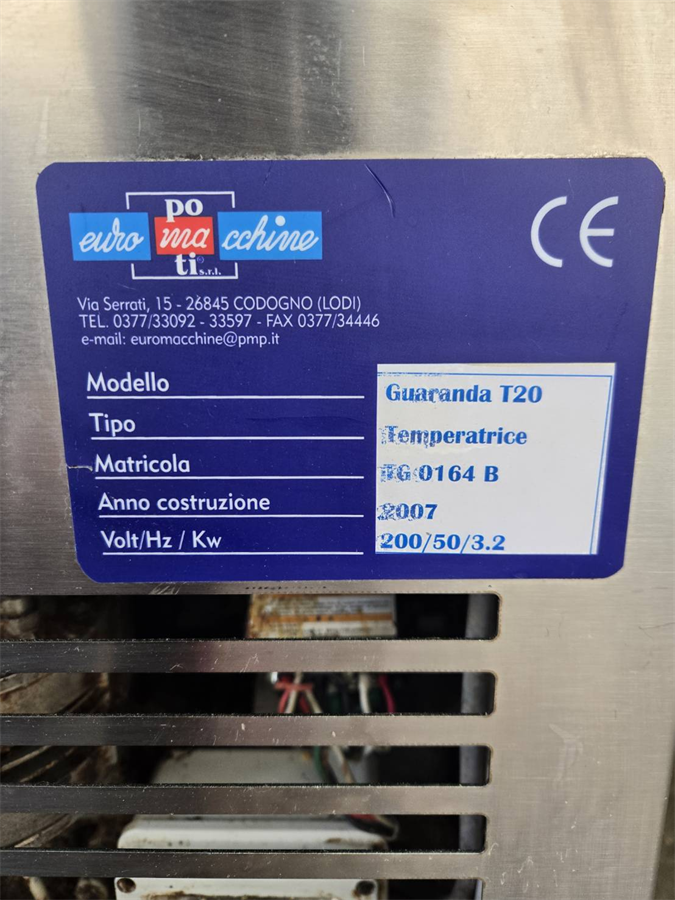 po
euro ma cchine
ti® s.r.l.
CE
Via Serrati, 15 - 26845 CODOGNO (LODI)
TEL. 0377/33092 - 33597 - FAX 0377/34446
e-mail: euromacchine@pmp.it
Modello Guaranda T20
Tipo Temperatrice
Matricola TG 0164 B
Anno costruzione 2007
Volt/Hz / Kw 200/50/3.2